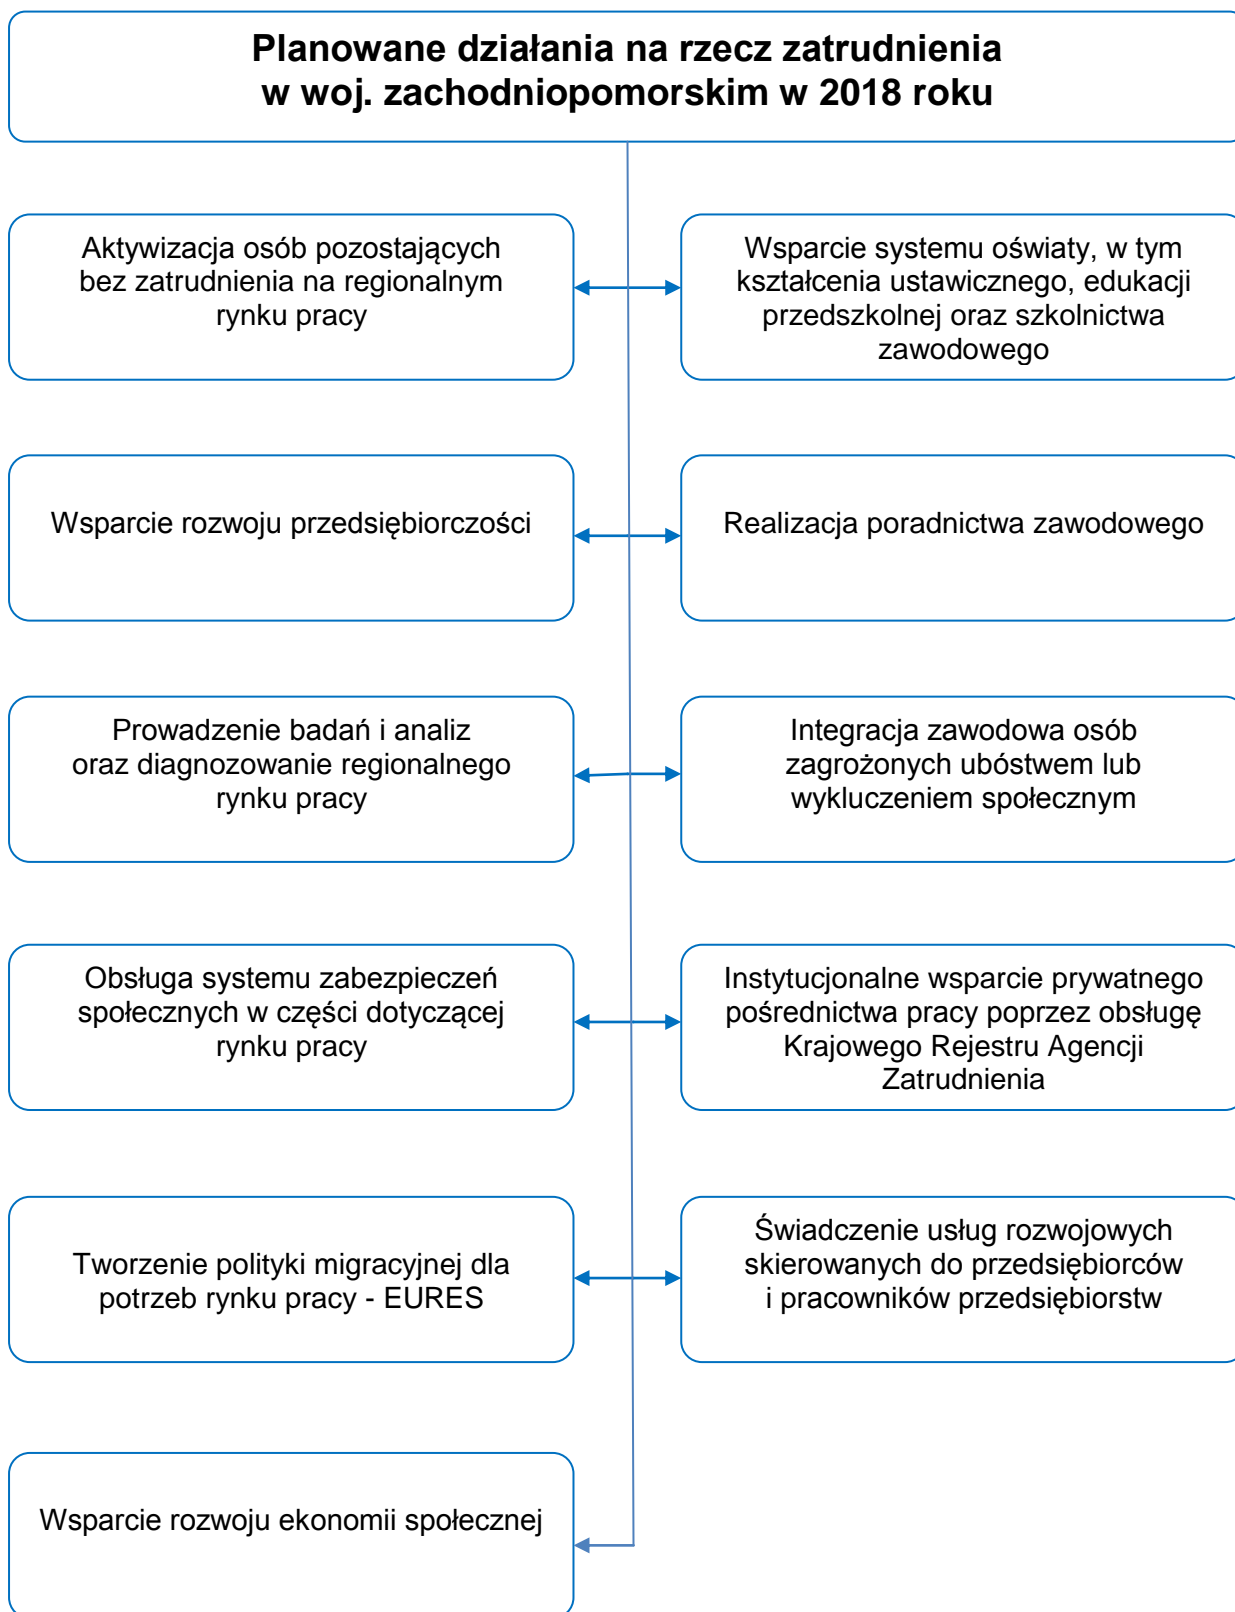 Planowane działania na rzecz zatrudnienia
w woj. zachodniopomorskim w 2018 roku
Aktywizacja osób pozostających
bez zatrudnienia na regionalnym
rynku pracy
Wsparcie systemu oświaty, w tym
kształcenia ustawicznego, edukacji
przedszkolnej oraz szkolnictwa
zawodowego
Wsparcie rozwoju przedsiębiorczości
Realizacja poradnictwa zawodowego
Prowadzenie badań i analiz
oraz diagnozowanie regionalnego
rynku pracy
Integracja zawodowa osób
zagrożonych ubóstwem lub
wykluczeniem społecznym
Obsługa systemu zabezpieczeń
społecznych w części dotyczącej
rynku pracy
Instytucjonalne wsparcie prywatnego
pośrednictwa pracy poprzez obsługę
Krajowego Rejestru Agencji
Zatrudnienia
Tworzenie polityki migracyjnej dla
potrzeb rynku pracy - EURES
Świadczenie usług rozwojowych
skierowanych do przedsiębiorców
i pracowników przedsiębiorstw
Wsparcie rozwoju ekonomii społecznej